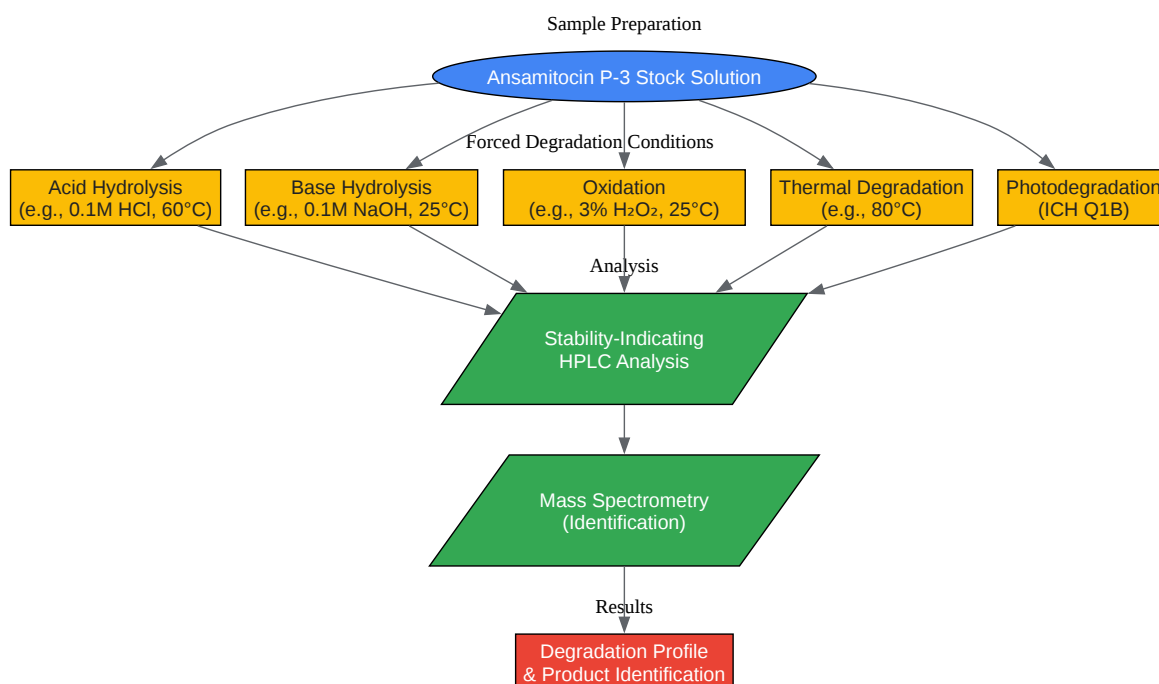 Sample Preparation
Ansamitocin P-3 Stock Solution
Forced Degradation Conditions
Acid Hydrolysis
(e.g., 0.1M HCl, 60°C)
Base Hydrolysis
(e.g., 0.1M NaOH, 25°C)
Oxidation
(e.g., 3% H₂O₂, 25°C)
Thermal Degradation
(e.g., 80°C)
Photodegradation
(ICH Q1B)
Analysis
Stability-Indicating
HPLC Analysis
Mass Spectrometry
(Identification)
Results
Degradation Profile
& Product Identification